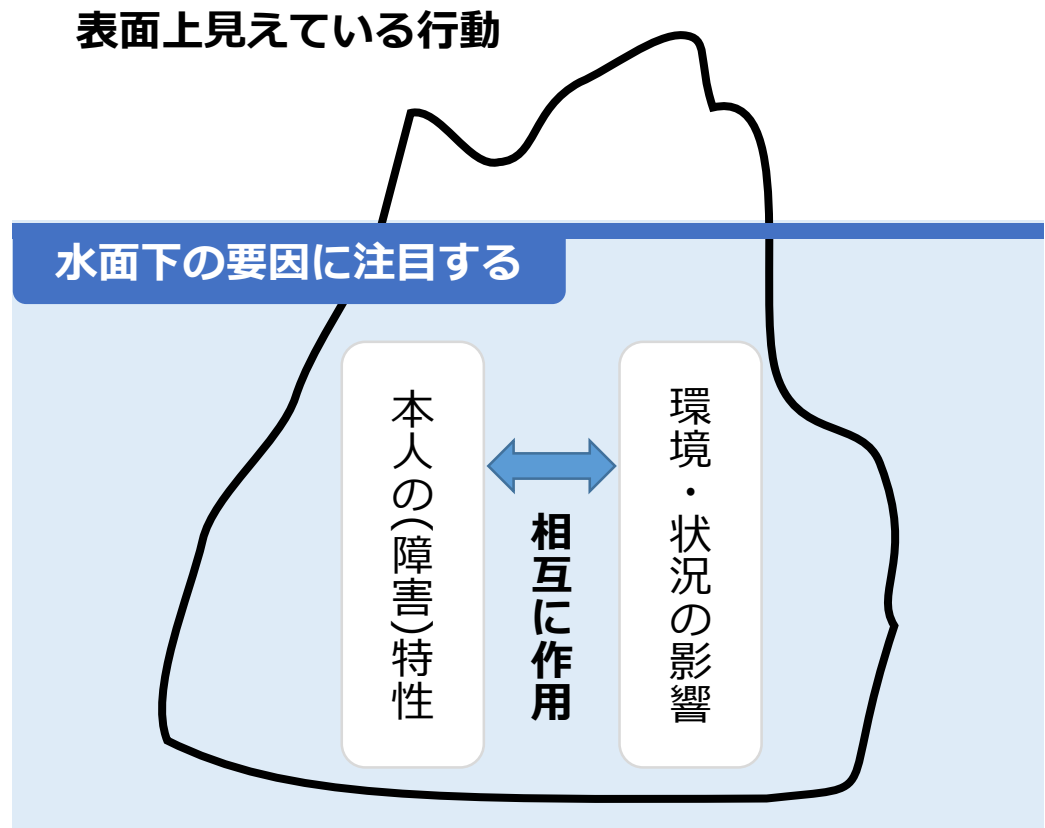 表面上見えている行動
水面下の要因に注目する
本人の(障害)特性
相互に作用
環境・状況の影響